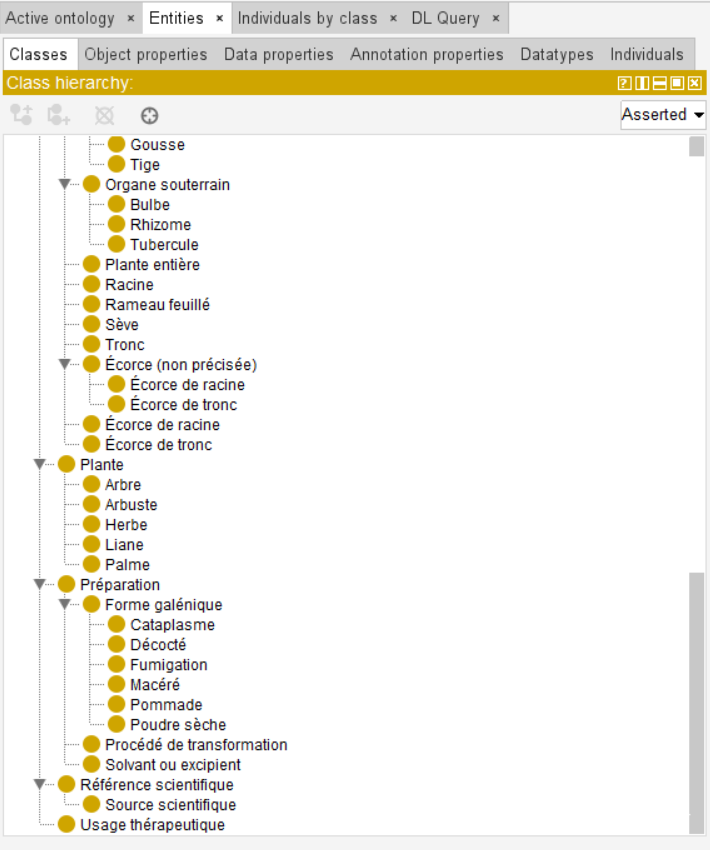 Active ontology × Entities × Individuals by class × DL Query ×
Classes Object properties Data properties Annotation properties Datatypes Individuals
Class hierarchy:
Asserted
Gousse
Tige
Organe souterrain
Bulbe
Rhizome
Tubercule
Plante entière
Racine
Rameau feuillé
Sève
Tronc
Écorce (non précisée)
Écorce de racine
Écorce de tronc
Écorce de racine
Écorce de tronc
Plante
Arbre
Arbuste
Herbe
Liane
Palme
Préparation
Forme galénique
Cataplasme
Décocté
Fumigation
Macéré
Pommade
Poudre sèche
Procédé de transformation
Solvant ou excipient
Référence scientifique
Source scientifique
Usage thérapeutique